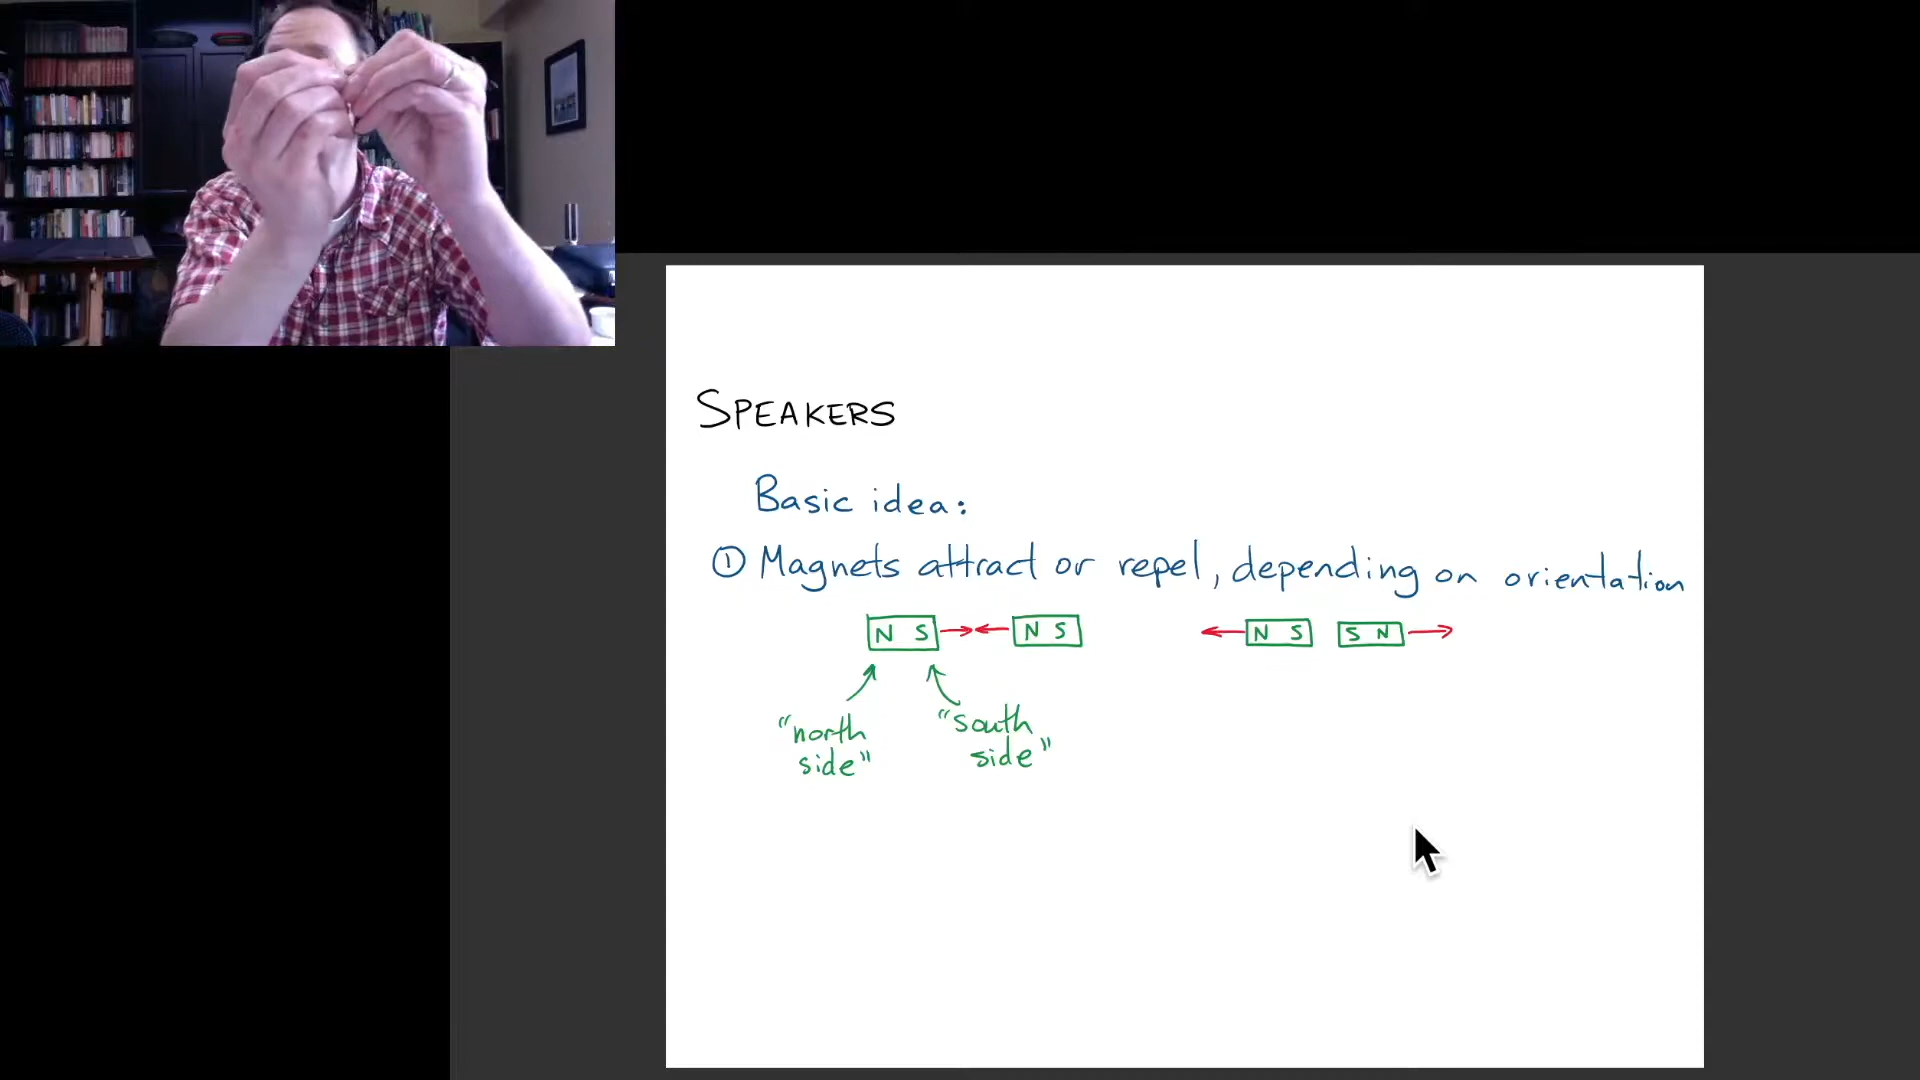 SPEAKERS
Basic idea:
① Magnets attract or repel, depending on orientation
N S N S N S S N
"north "south
side" side"